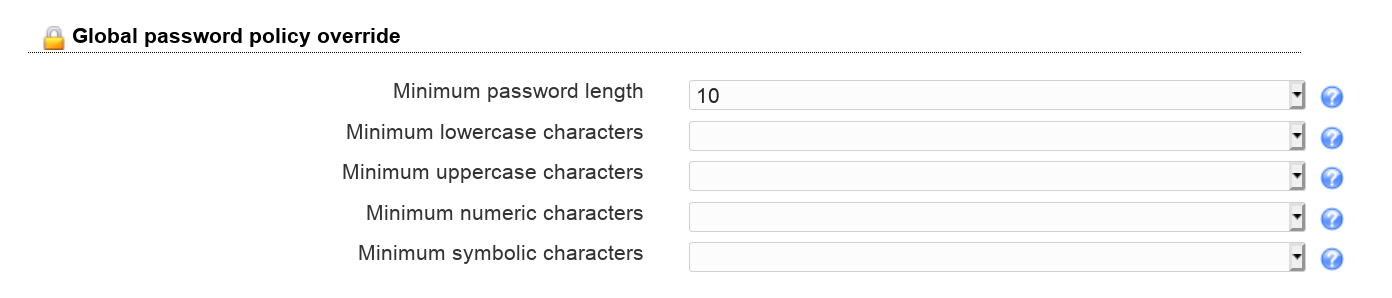 Global password policy override
Minimum password length 10
Minimum lowercase characters
Minimum uppercase characters
Minimum numeric characters
Minimum symbolic characters